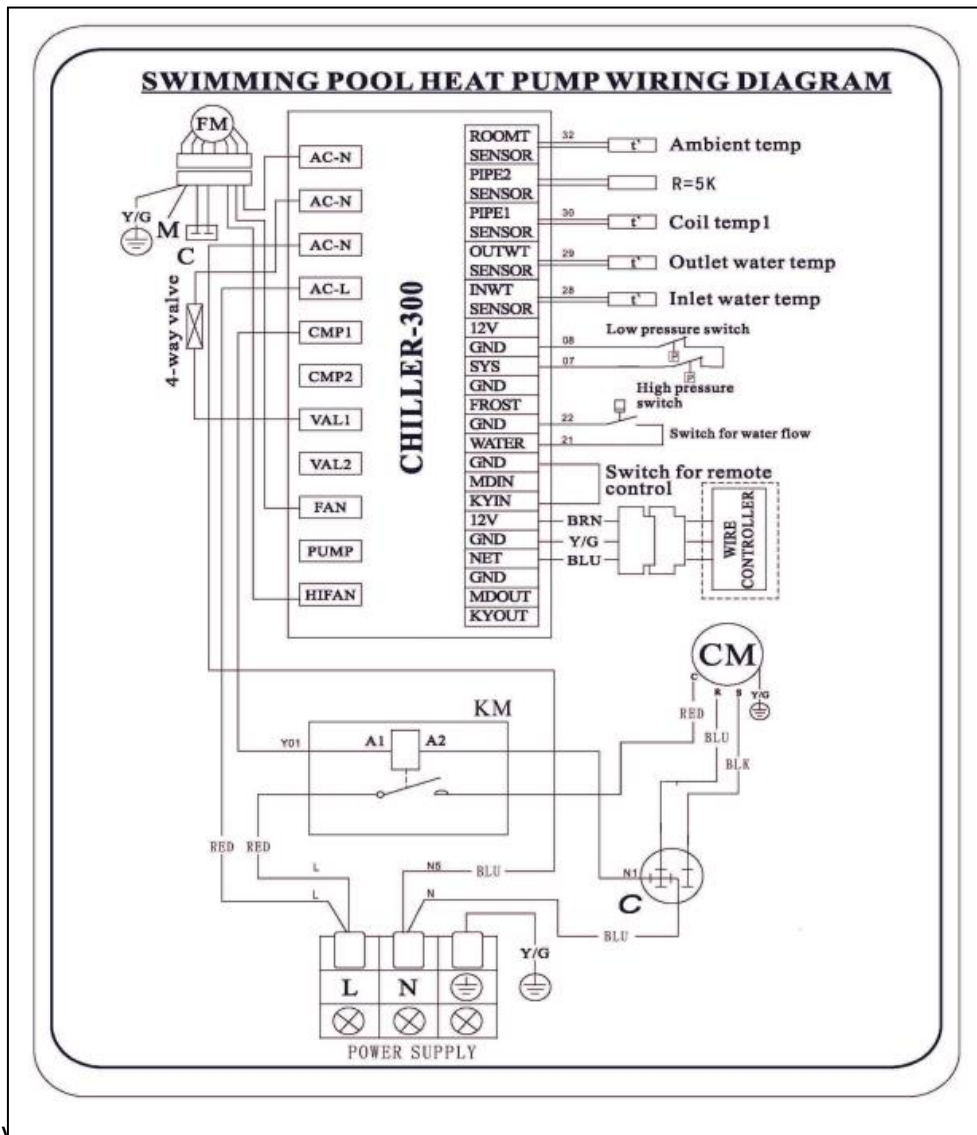 SWIMMING POOL HEAT PUMP WIRING DIAGRAM
FM
Y/G
M
C
4-way valve
AC-N
AC-N
AC-N
AC-L
CMP1
CMP2
VAL1
VAL2
FAN
PUMP
HIFAN
CHILLER-300
ROOMT
SENSOR
PIPE2
SENSOR
PIPE1
SENSOR
OUTWT
SENSOR
INWT
SENSOR
12V
GND
SYS
GND
FROST
GND
WATER
GND
MDIN
KYIN
12V
GND
NET
GND
MDOUT
KYOUT
32
t'
Ambient temp
R=5K
30
t'
Coil temp1
29
t'
Outlet water temp
28
t'
Inlet water temp
Low pressure switch
08
P
07
P
High pressure
switch
22
Switch for water flow
21
Switch for remote
control
BRN
Y/G
BLU
WIRE
CONTROLLER
CM
C
R
S
Y/G
RED
BLU
BLK
KM
Y01
A1
A2
RED
RED
L
L
N5
BLU
N
N1
C
BLU
Y/G
L
N
POWER SUPPLY